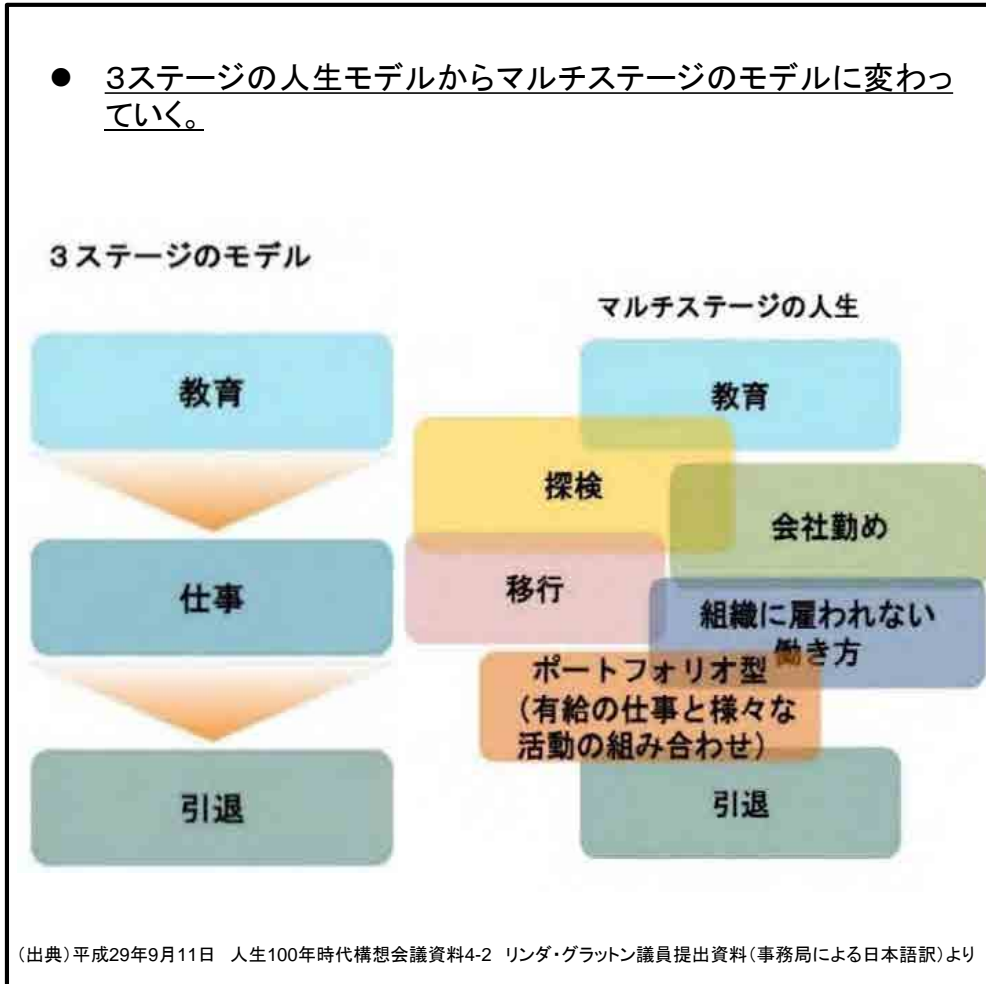 ● 3ステージの人生モデルからマルチステージのモデルに変わっ
ていく。
3ステージのモデル
教育
仕事
引退
マルチステージの人生
教育
探検
会社勤め
移行
組織に雇われない
働き方
ポートフォリオ型
(有給の仕事と様々な
活動の組み合わせ)
引退
(出典)平成29年9月11日 人生100年時代構想会議資料4-2 リンダ・グラットン議員提出資料(事務局による日本語訳)より